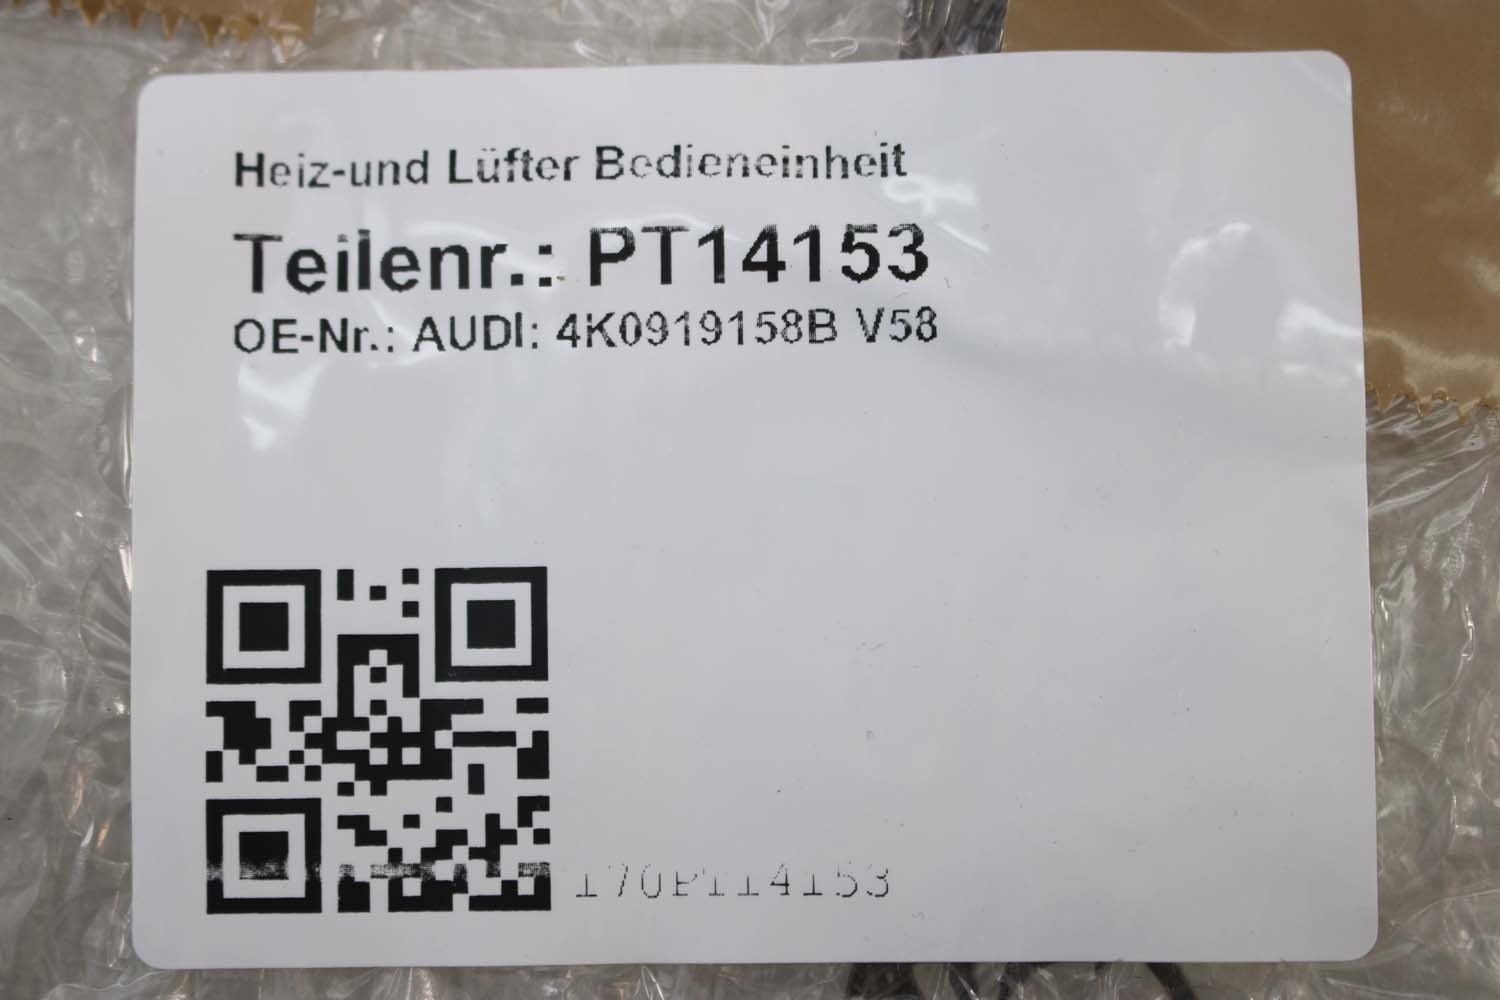 Heiz-und Lüfter Bedieneinheit
Teilenr.: PT14153
OE-Nr.: AUDI: 4K0919158B V58
170PT14153